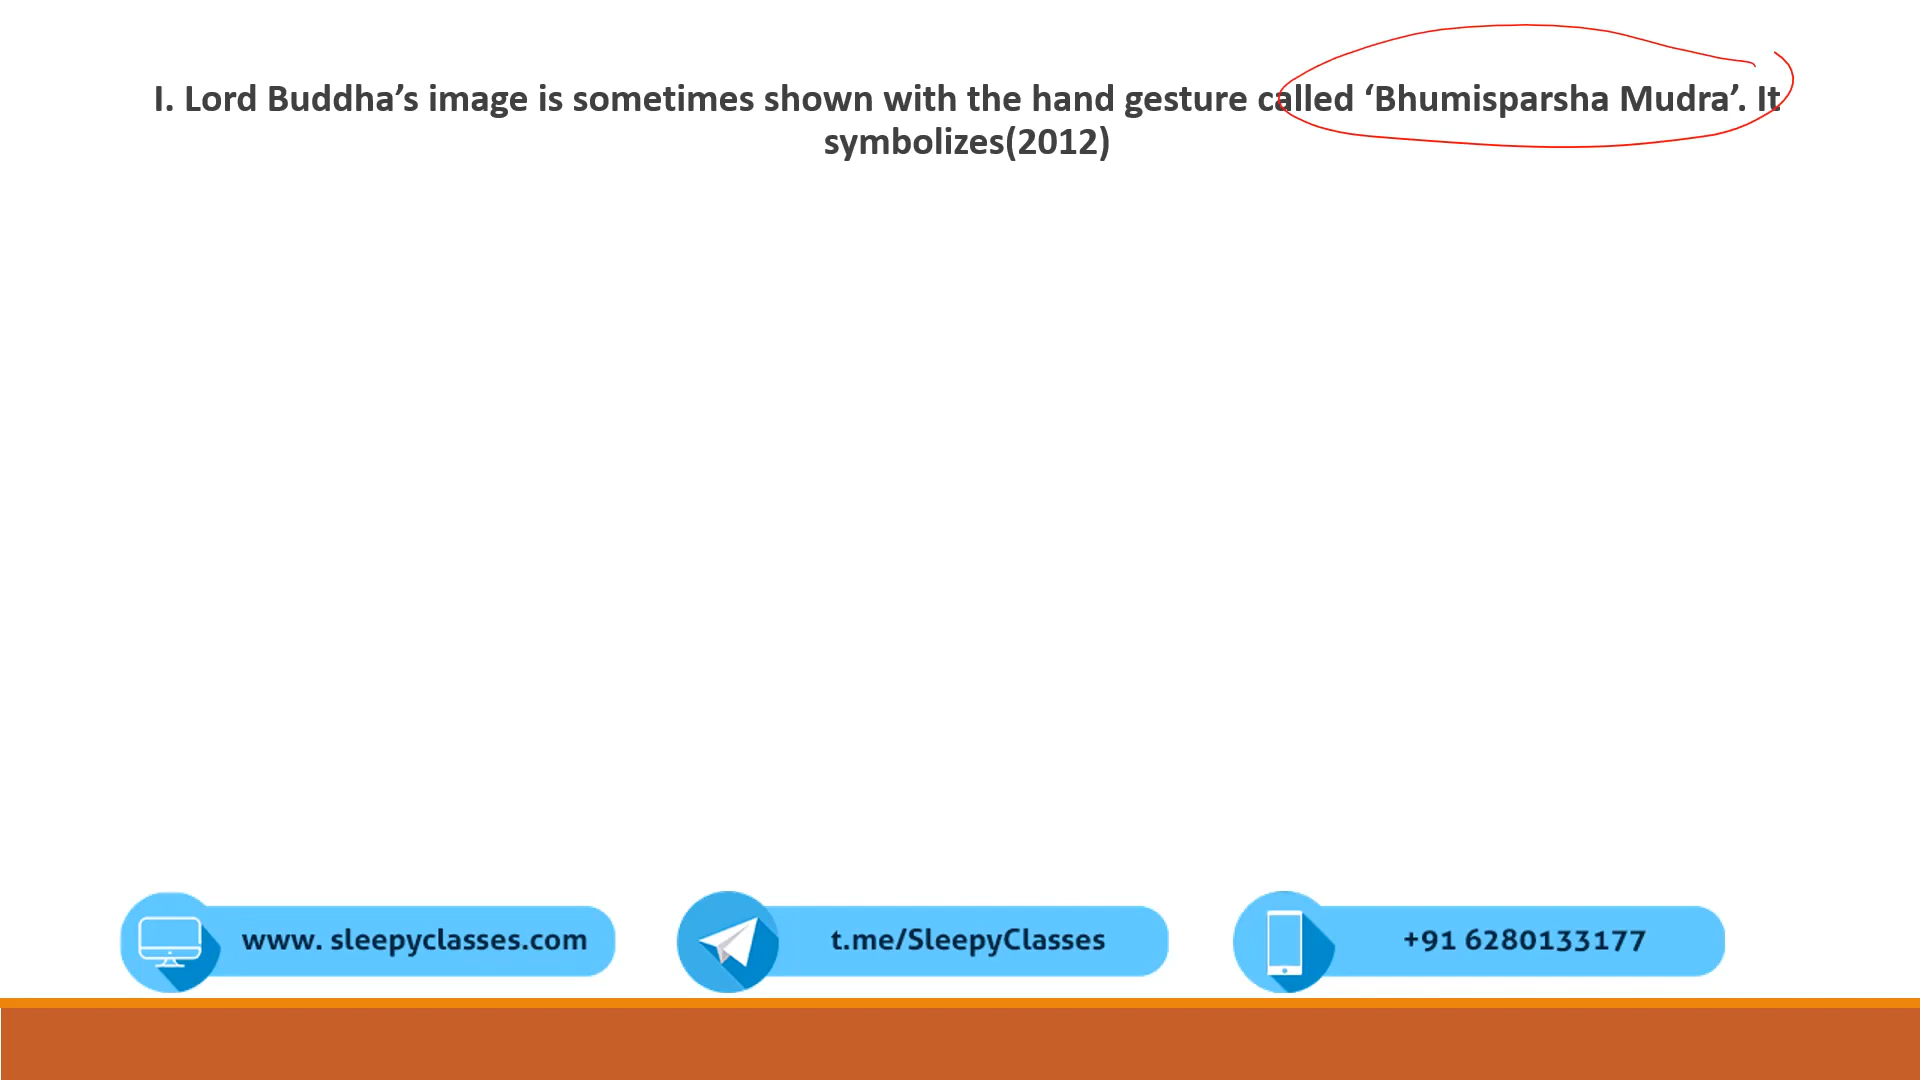 I. Lord Buddha’s image is sometimes shown with the hand gesture called ‘Bhumisparsha Mudra’. It
symbolizes(2012)
www. sleepyclasses.com
t.me/SleepyClasses
+91 6280133177